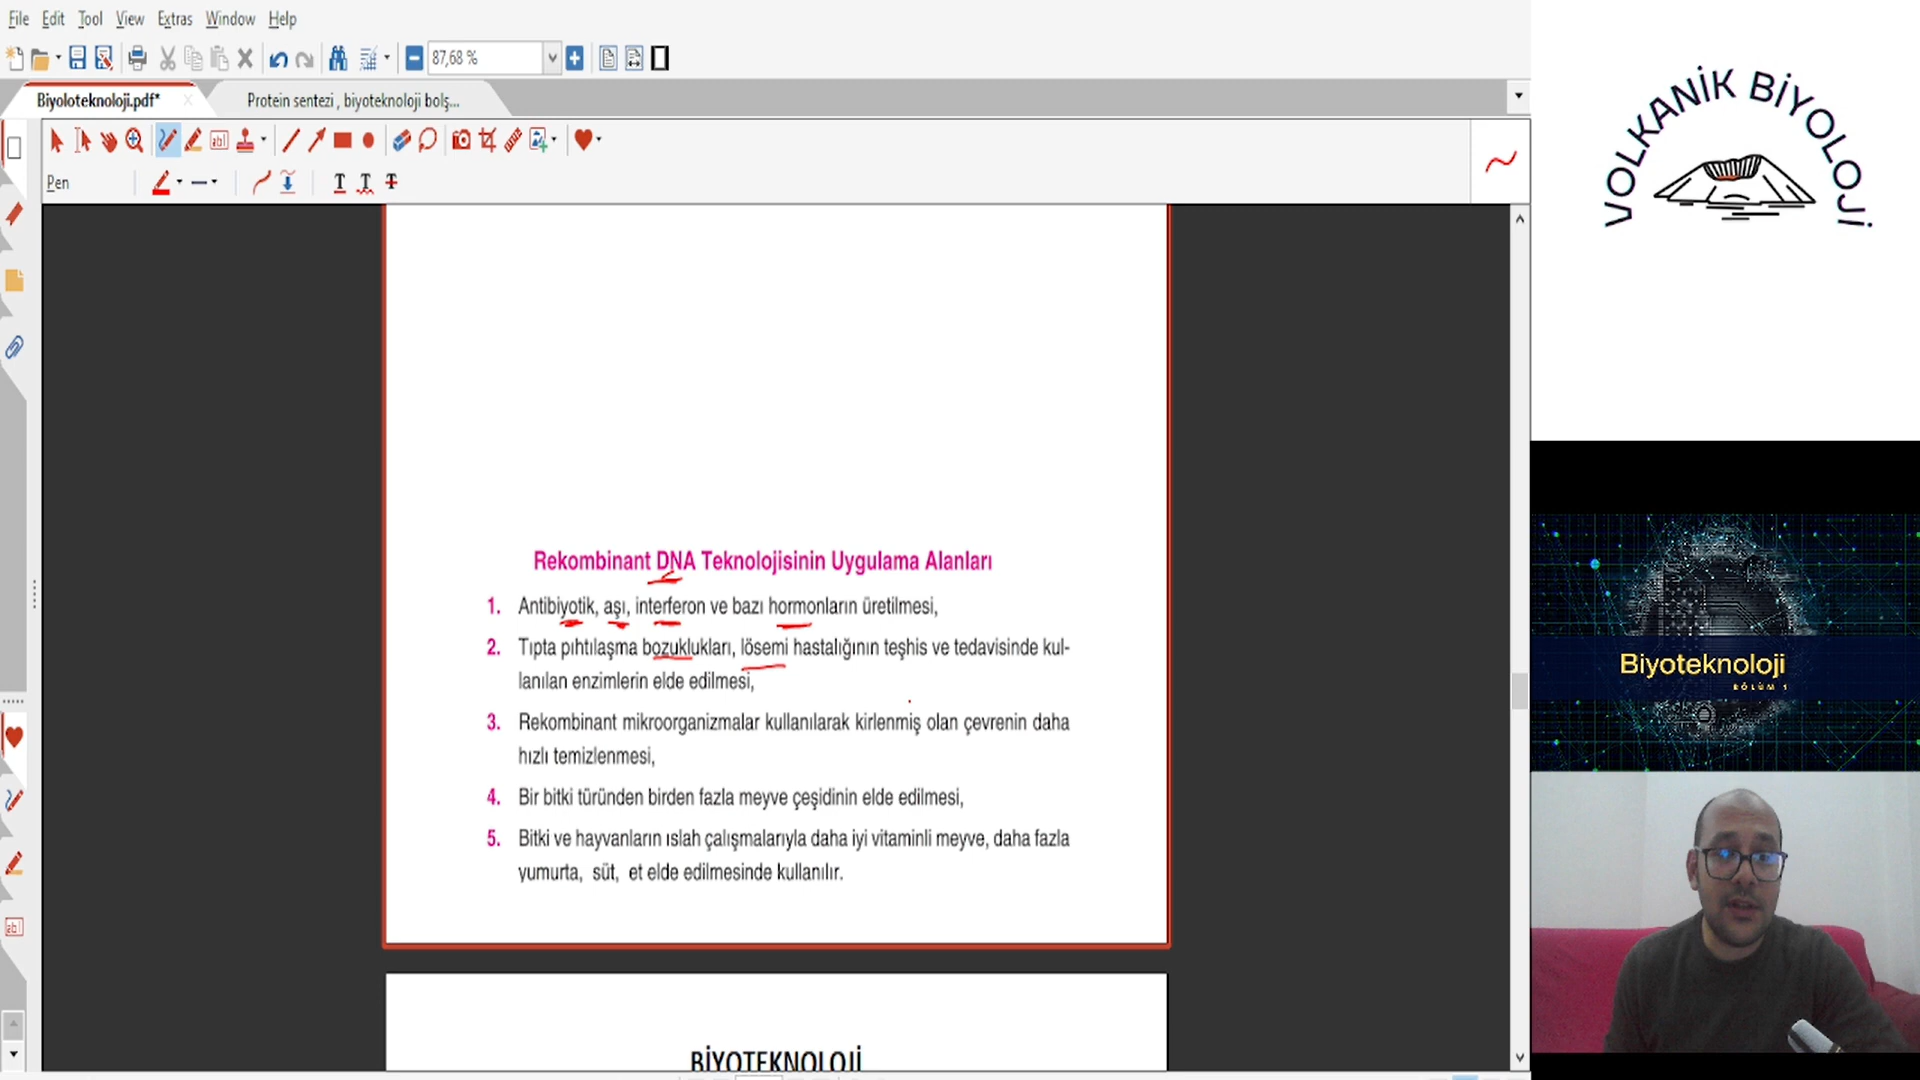 File Edit Tool View Extras Window Help
87,68 %
Biyoloteknoloji.pdf*
Protein sentezi , biyoteknoloji bolş...
Pen
Rekombinant DNA Teknolojisinin Uygulama Alanları
1. Antibiyotik, aşı, interferon ve bazı hormonların üretilmesi,
2. Tıpta pıhtılaşma bozuklukları, lösemi hastalığının teşhis ve tedavisinde kul-
lanılan enzimlerin elde edilmesi,
3. Rekombinant mikroorganizmalar kullanılarak kirlenmiş olan çevrenin daha
hızlı temizlenmesi,
4. Bir bitki türünden birden fazla meyve çeşidinin elde edilmesi,
5. Bitki ve hayvanların ıslah çalışmalarıyla daha iyi vitaminli meyve, daha fazla
yumurta, süt, et elde edilmesinde kullanılır.
BİYOTEKNOLOJİ
VOLKANİK BİYOLOJİ
Biyoteknoloji
BÖLÜM 1